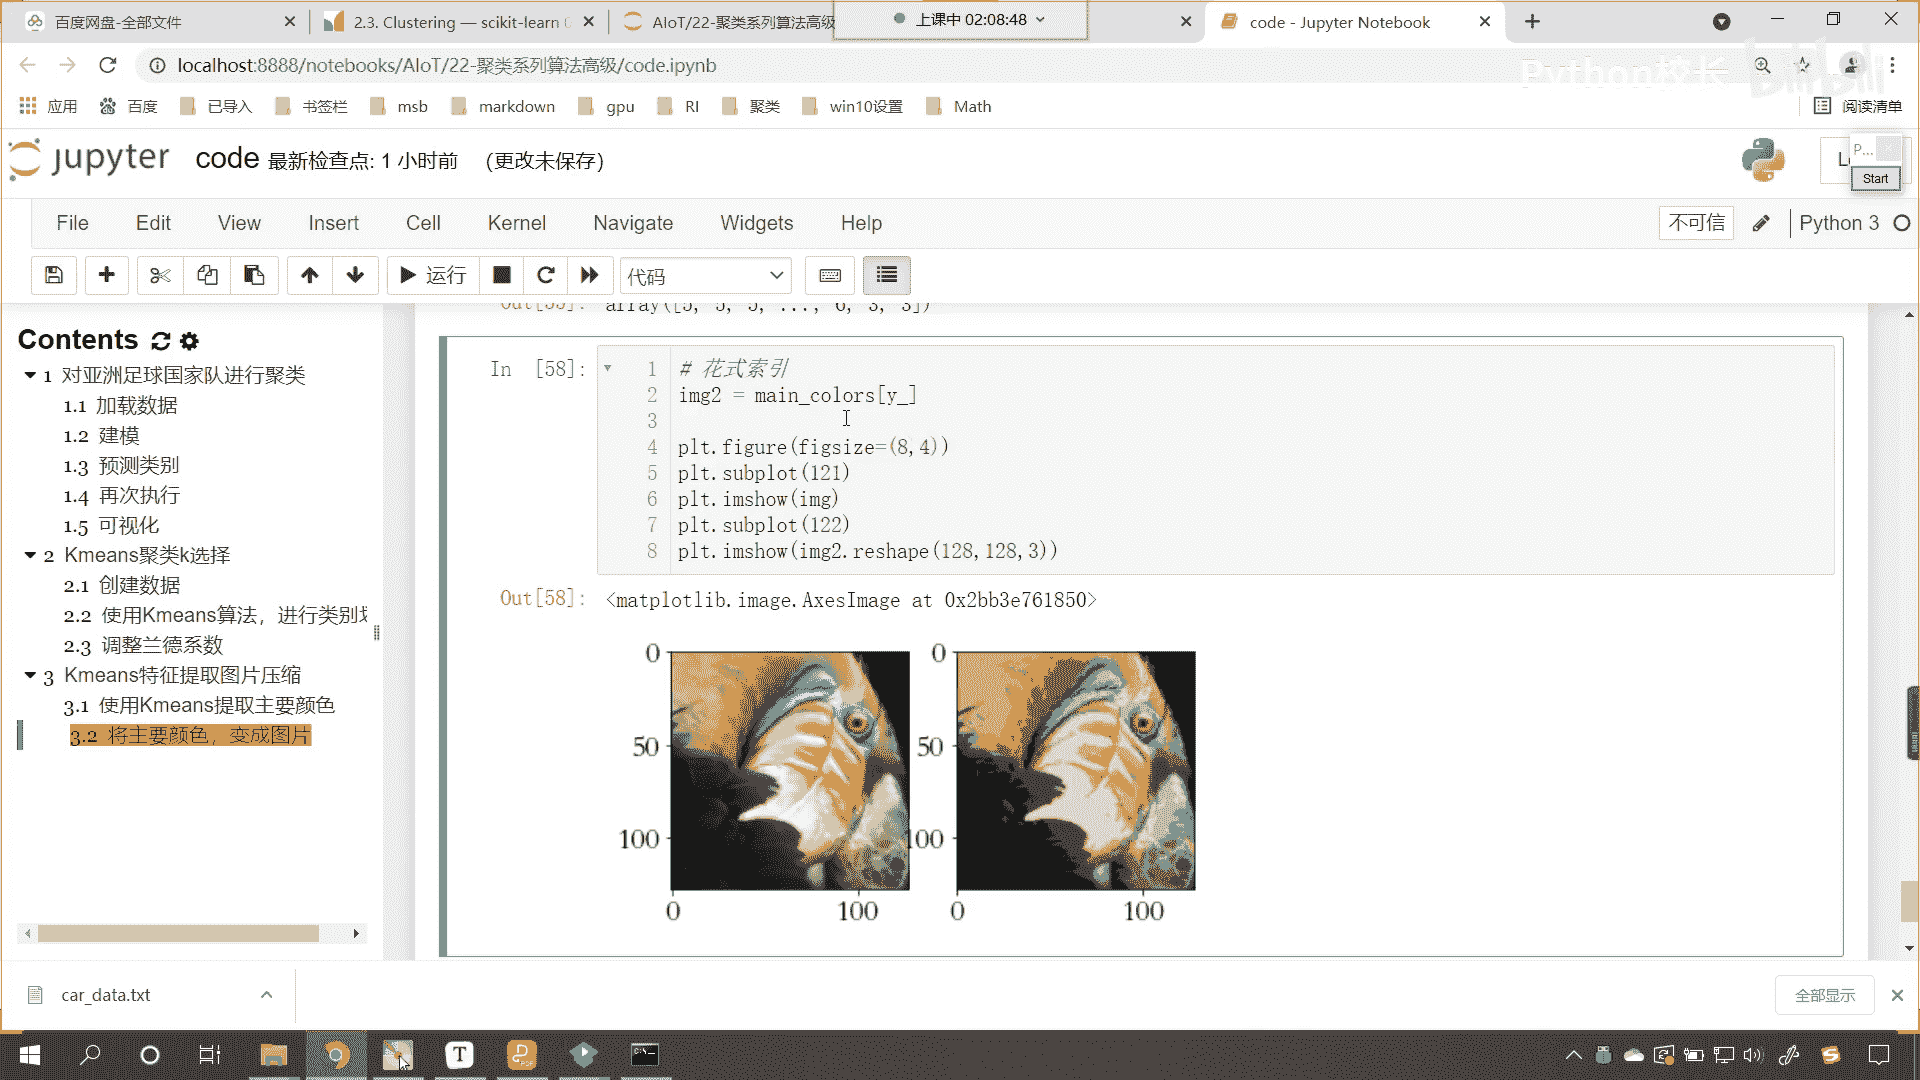 百度网盘-全部文件
2.3. Clustering — scikit-learn
AIoT/22-聚类系列算法高级
上课中 02:08:48
code - Jupyter Notebook
localhost:8888/notebooks/AIoT/22-聚类系列算法高级/code.ipynb
Python校长
bilibili
应用 百度 已导入 书签栏 msb markdown gpu RI 聚类 win10设置 Math 阅读清单
jupyter code 最新检查点: 1 小时前 (更改未保存)
P...
Start
File Edit View Insert Cell Kernel Navigate Widgets Help 不可信 Python 3
运行 代码
Out[55]: array([5, 5, 5, ..., 6, 3, 3])
Contents
1 对亚洲足球国家队进行聚类
1.1 加载数据
1.2 建模
1.3 预测类别
1.4 再次执行
1.5 可视化
2 Kmeans聚类k选择
2.1 创建数据
2.2 使用Kmeans算法，进行类别划
2.3 调整兰德系数
3 Kmeans特征提取图片压缩
3.1 使用Kmeans提取主要颜色
3.2 将主要颜色，变成图片
In [58]:
1 # 花式索引
2 img2 = main_colors[y_]
3
4 plt.figure(figsize=(8,4))
5 plt.subplot(121)
6 plt.imshow(img)
7 plt.subplot(122)
8 plt.imshow(img2.reshape(128,128,3))
Out[58]: <matplotlib.image.AxesImage at 0x2bb3e761850>
0 0
50 50
100 100
0 100 0 100
car_data.txt
全部显示